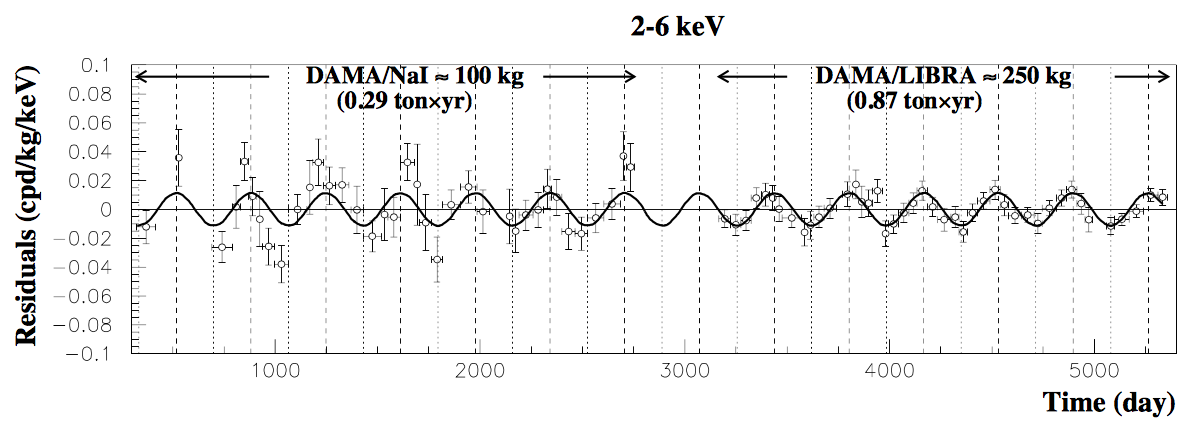 2-6 keV
Residuals (cpd/kg/keV)
DAMA/NaI ≈ 100 kg
(0.29 ton×yr)
DAMA/LIBRA ≈ 250 kg
(0.87 ton×yr)
0.1
0.08
0.06
0.04
0.02
0
−0.02
−0.04
−0.06
−0.08
−0.1
1000 2000 3000 4000 5000
Time (day)